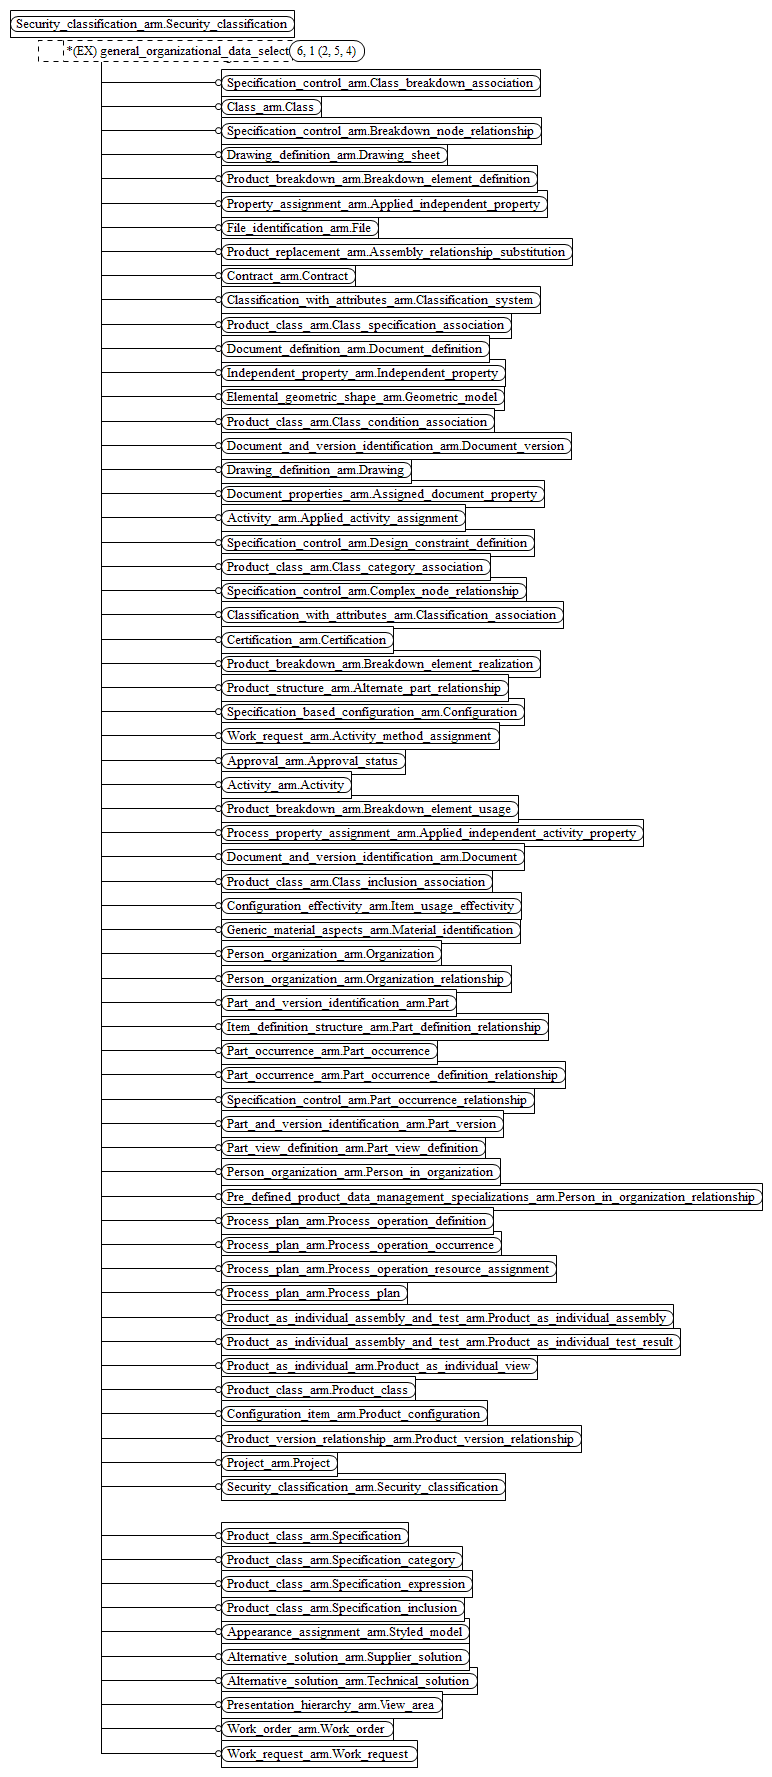 Security_classification_arm.Security_classification
*(EX) general_organizational_data_select 6, 1 (2, 5, 4)
Specification_control_arm.Class_breakdown_association
Class_arm.Class
Specification_control_arm.Breakdown_node_relationship
Drawing_definition_arm.Drawing_sheet
Product_breakdown_arm.Breakdown_element_definition
Property_assignment_arm.Applied_independent_property
File_identification_arm.File
Product_replacement_arm.Assembly_relationship_substitution
Contract_arm.Contract
Classification_with_attributes_arm.Classification_system
Product_class_arm.Class_specification_association
Document_definition_arm.Document_definition
Independent_property_arm.Independent_property
Elemental_geometric_shape_arm.Geometric_model
Product_class_arm.Class_condition_association
Document_and_version_identification_arm.Document_version
Drawing_definition_arm.Drawing
Document_properties_arm.Assigned_document_property
Activity_arm.Applied_activity_assignment
Specification_control_arm.Design_constraint_definition
Product_class_arm.Class_category_association
Specification_control_arm.Complex_node_relationship
Classification_with_attributes_arm.Classification_association
Certification_arm.Certification
Product_breakdown_arm.Breakdown_element_realization
Product_structure_arm.Alternate_part_relationship
Specification_based_configuration_arm.Configuration
Work_request_arm.Activity_method_assignment
Approval_arm.Approval_status
Activity_arm.Activity
Product_breakdown_arm.Breakdown_element_usage
Process_property_assignment_arm.Applied_independent_activity_property
Document_and_version_identification_arm.Document
Product_class_arm.Class_inclusion_association
Configuration_effectivity_arm.Item_usage_effectivity
Generic_material_aspects_arm.Material_identification
Person_organization_arm.Organization
Person_organization_arm.Organization_relationship
Part_and_version_identification_arm.Part
Item_definition_structure_arm.Part_definition_relationship
Part_occurrence_arm.Part_occurrence
Part_occurrence_arm.Part_occurrence_definition_relationship
Specification_control_arm.Part_occurrence_relationship
Part_and_version_identification_arm.Part_version
Part_view_definition_arm.Part_view_definition
Person_organization_arm.Person_in_organization
Pre_defined_product_data_management_specializations_arm.Person_in_organization_relationship
Process_plan_arm.Process_operation_definition
Process_plan_arm.Process_operation_occurrence
Process_plan_arm.Process_operation_resource_assignment
Process_plan_arm.Process_plan
Product_as_individual_assembly_and_test_arm.Product_as_individual_assembly
Product_as_individual_assembly_and_test_arm.Product_as_individual_test_result
Product_as_individual_arm.Product_as_individual_view
Product_class_arm.Product_class
Configuration_item_arm.Product_configuration
Product_version_relationship_arm.Product_version_relationship
Project_arm.Project
Security_classification_arm.Security_classification
Product_class_arm.Specification
Product_class_arm.Specification_category
Product_class_arm.Specification_expression
Product_class_arm.Specification_inclusion
Appearance_assignment_arm.Styled_model
Alternative_solution_arm.Supplier_solution
Alternative_solution_arm.Technical_solution
Presentation_hierarchy_arm.View_area
Work_order_arm.Work_order
Work_request_arm.Work_request